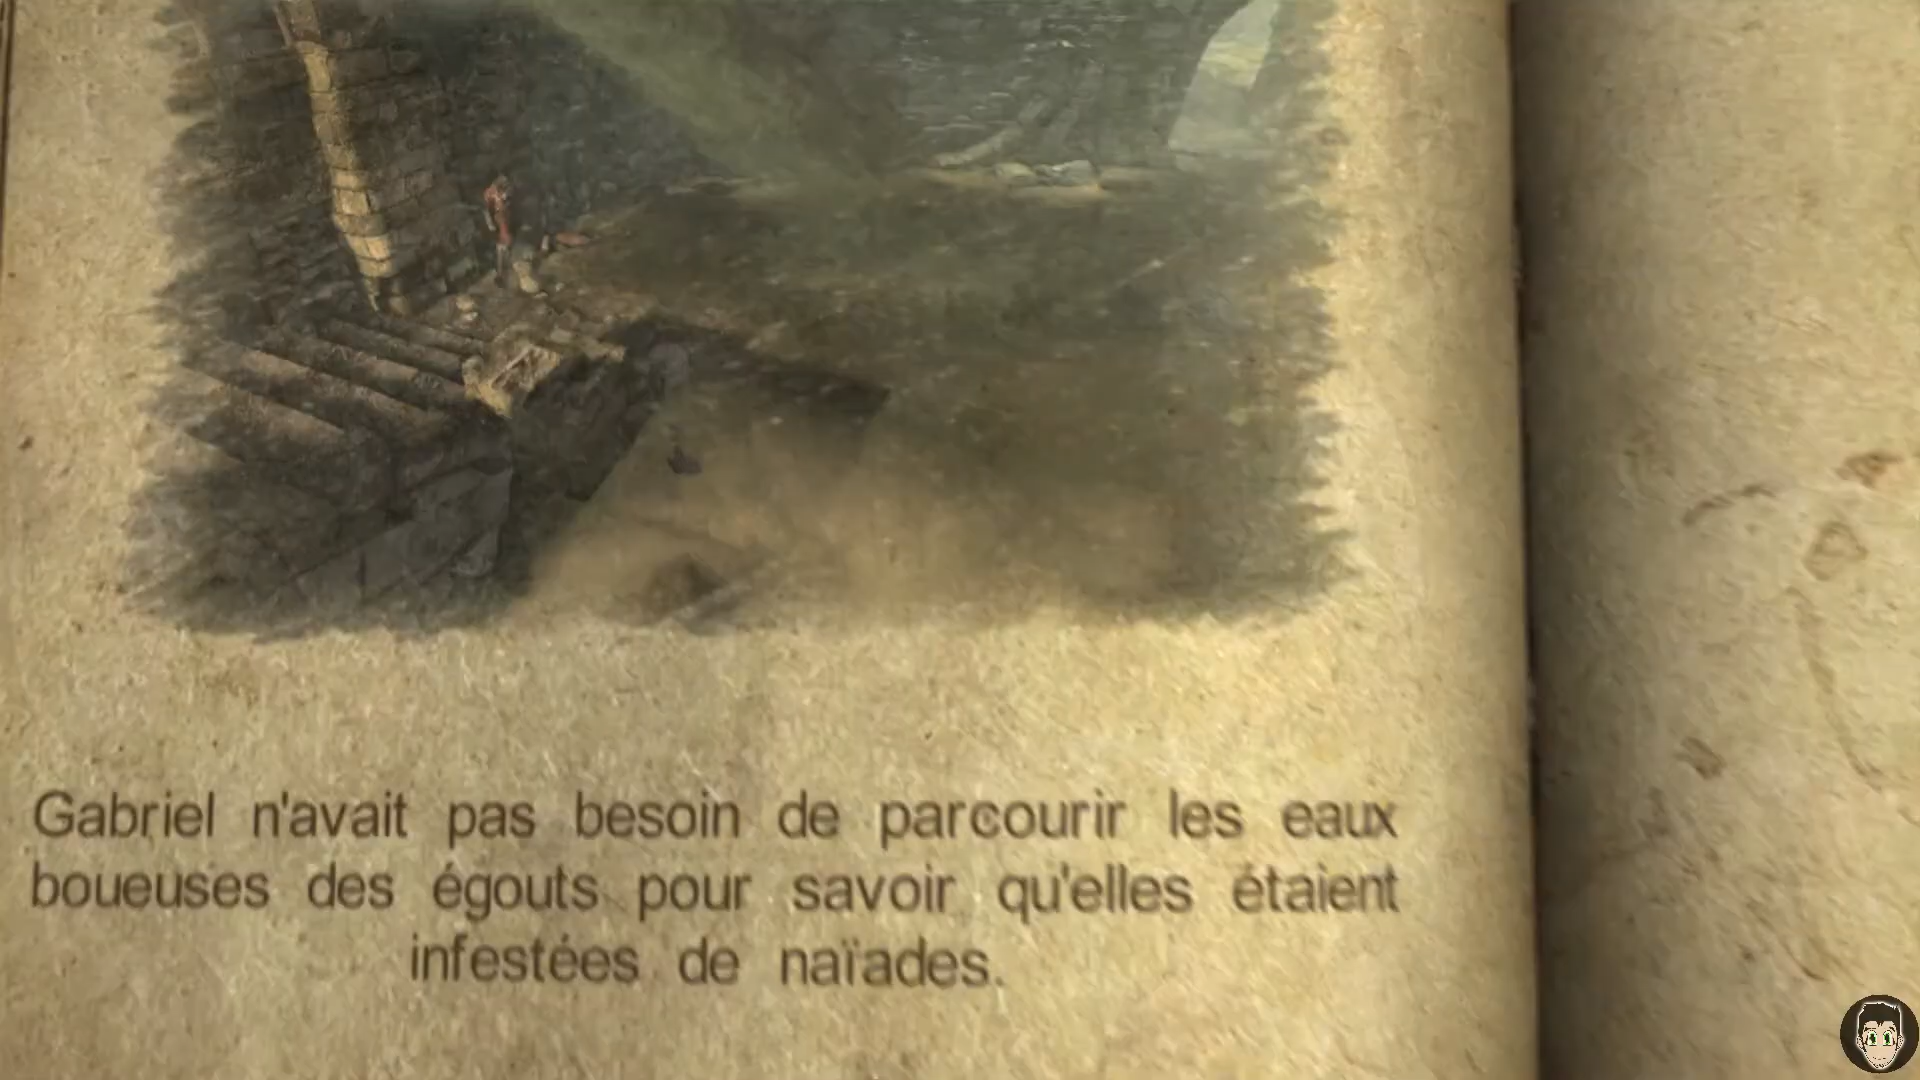 Gabriel n'avait pas besoin de parcourir les eaux
boueuses des égouts pour savoir qu'elles étaient
infestées de naïades.